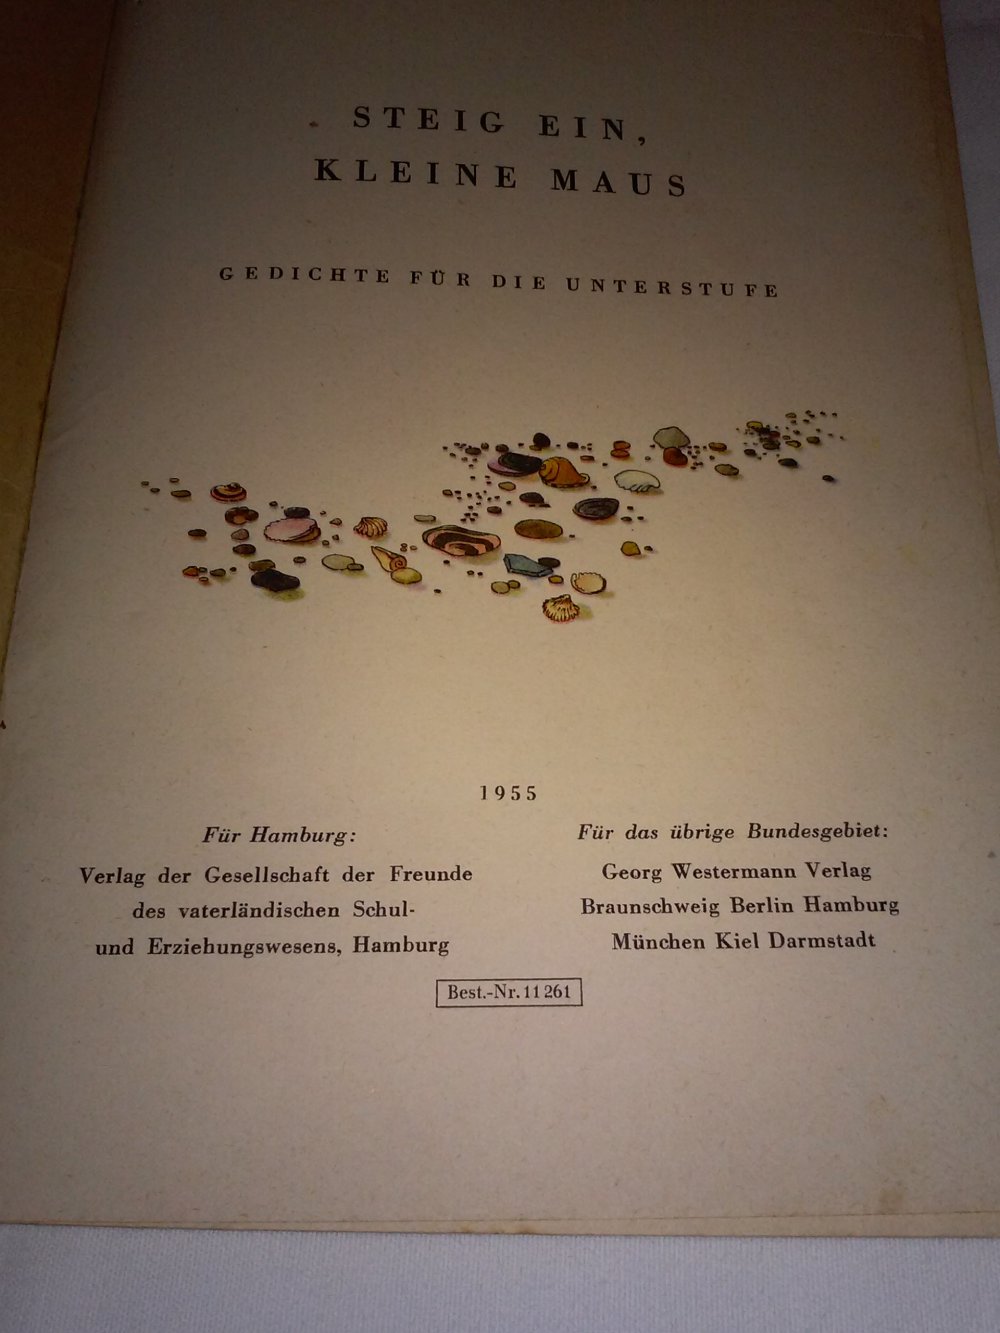 STEIG EIN,
KLEINE MAUS
GEDICHTE FÜR DIE UNTERSTUFE
1955
Für Hamburg:
Verlag der Gesellschaft der Freunde
des vaterländischen Schul-
und Erziehungswesens, Hamburg
Für das übrige Bundesgebiet:
Georg Westermann Verlag
Braunschweig Berlin Hamburg
München Kiel Darmstadt
Best.-Nr. 11 261